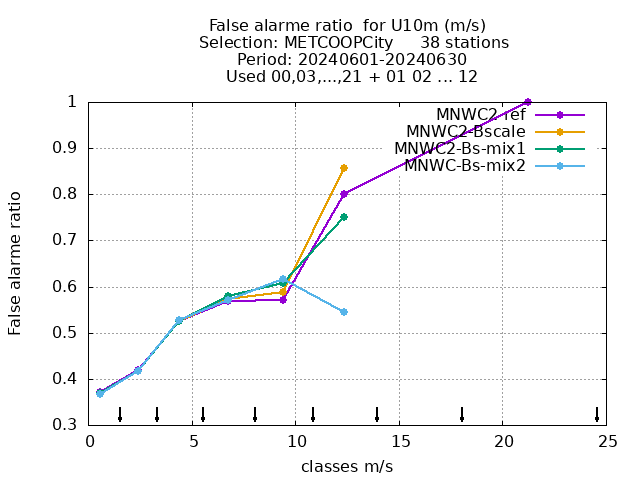 False alarme ratio  for U10m (m/s)
Selection: METCOOPCity     38 stations
Period: 20240601-20240630
Used 00,03,...,21 + 01 02 ... 12
MNWC2-ref
MNWC2-Bscale
MNWC2-Bs-mix1
MNWC-Bs-mix2
False alarme ratio
1
0.9
0.8
0.7
0.6
0.5
0.4
0.3
0 5 10 15 20 25
classes m/s